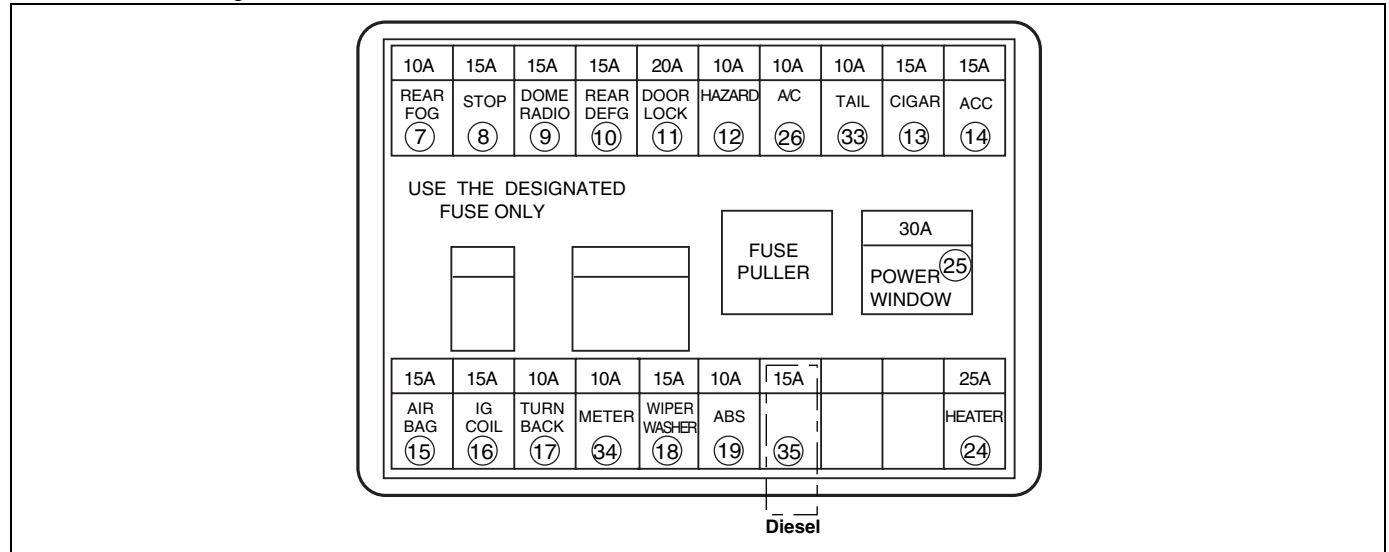 10A 15A 15A 15A 20A 10A 10A 10A 15A 15A
REAR FOG 7
STOP 8
DOME RADIO 9
REAR DEFG 10
DOOR LOCK 11
HAZARD 12
A/C 26
TAIL 33
CIGAR 13
ACC 14
USE THE DESIGNATED
FUSE ONLY
FUSE
PULLER
30A
POWER 25
WINDOW
15A 15A 10A 10A 15A 10A 15A 25A
AIR BAG 15
IG COIL 16
TURN BACK 17
METER 34
WIPER WASHER 18
ABS 19
35
HEATER 24
Diesel